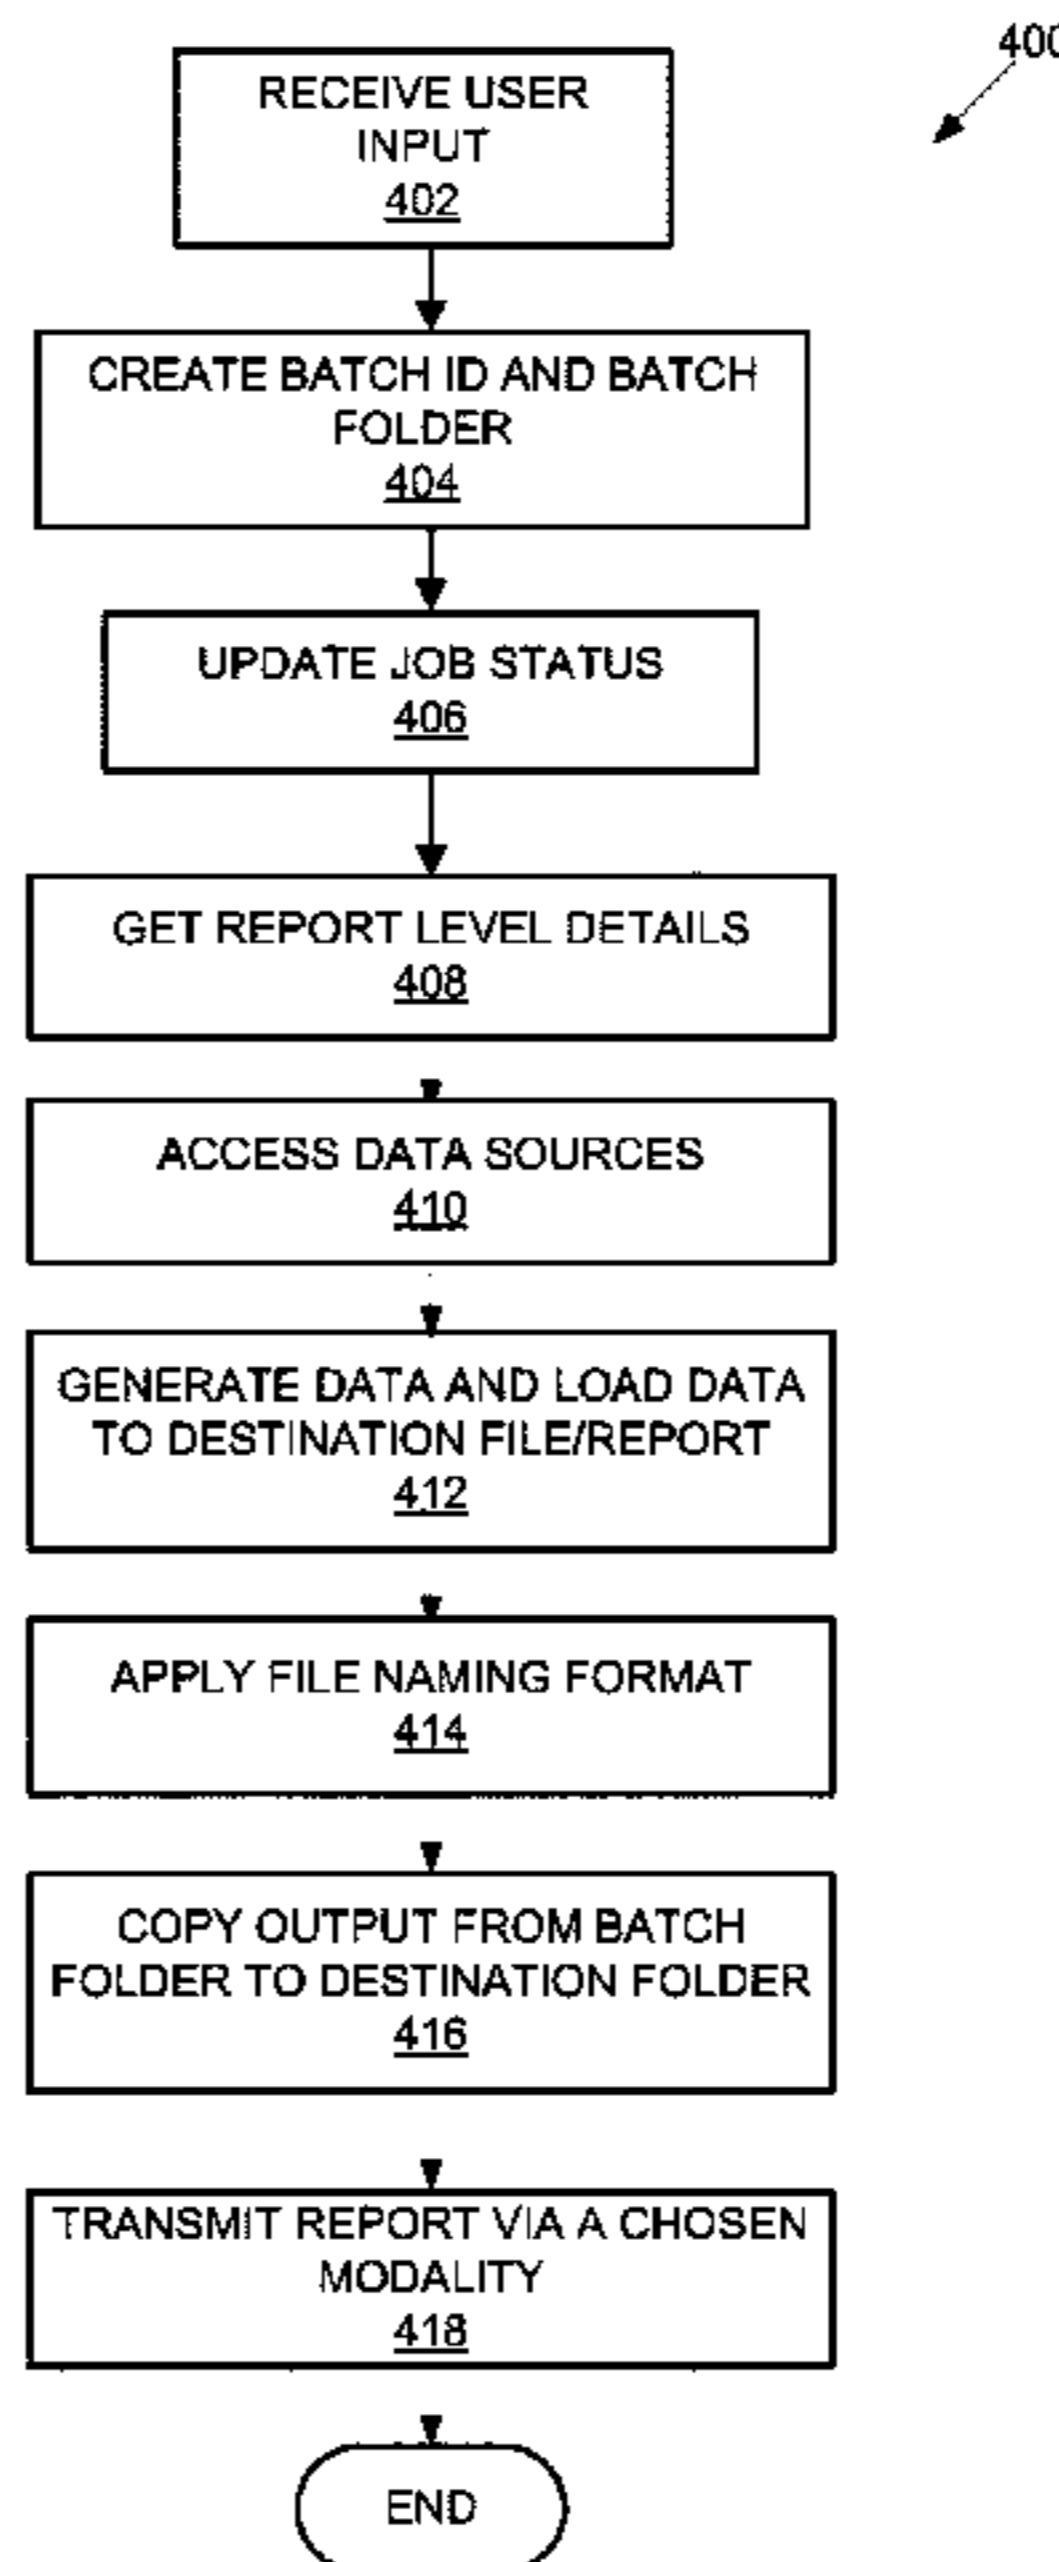 400
RECEIVE USER
INPUT
402
CREATE BATCH ID AND BATCH
FOLDER
404
UPDATE JOB STATUS
406
GET REPORT LEVEL DETAILS
408
ACCESS DATA SOURCES
410
GENERATE DATA AND LOAD DATA
TO DESTINATION FILE/REPORT
412
APPLY FILE NAMING FORMAT
414
COPY OUTPUT FROM BATCH
FOLDER TO DESTINATION FOLDER
416
TRANSMIT REPORT VIA A CHOSEN
MODALITY
418
END